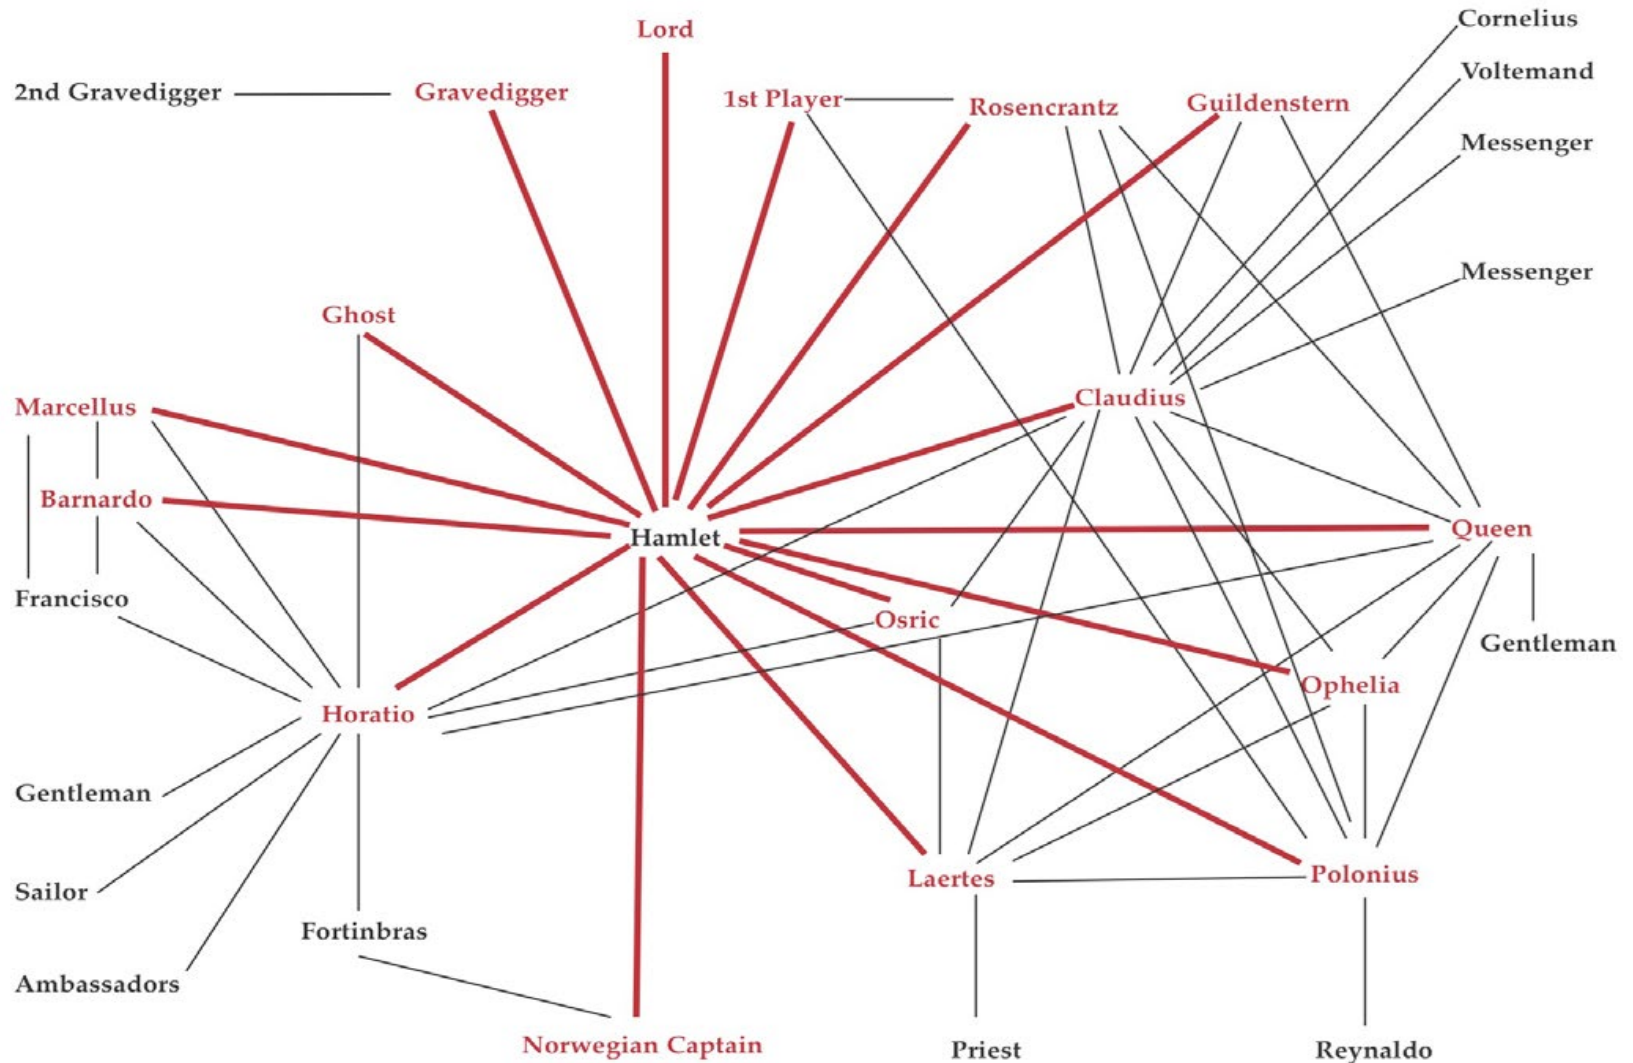 Cornelius
Lord
Voltemand
2nd Gravedigger
Gravedigger
1st Player
Rosencrantz
Guildenstern
Messenger
Messenger
Ghost
Claudius
Marcellus
Barnardo
Queen
Hamlet
Francisco
Osric
Gentleman
Ophelia
Horatio
Gentleman
Laertes
Polonius
Sailor
Fortinbras
Ambassadors
Norwegian Captain
Priest
Reynaldo